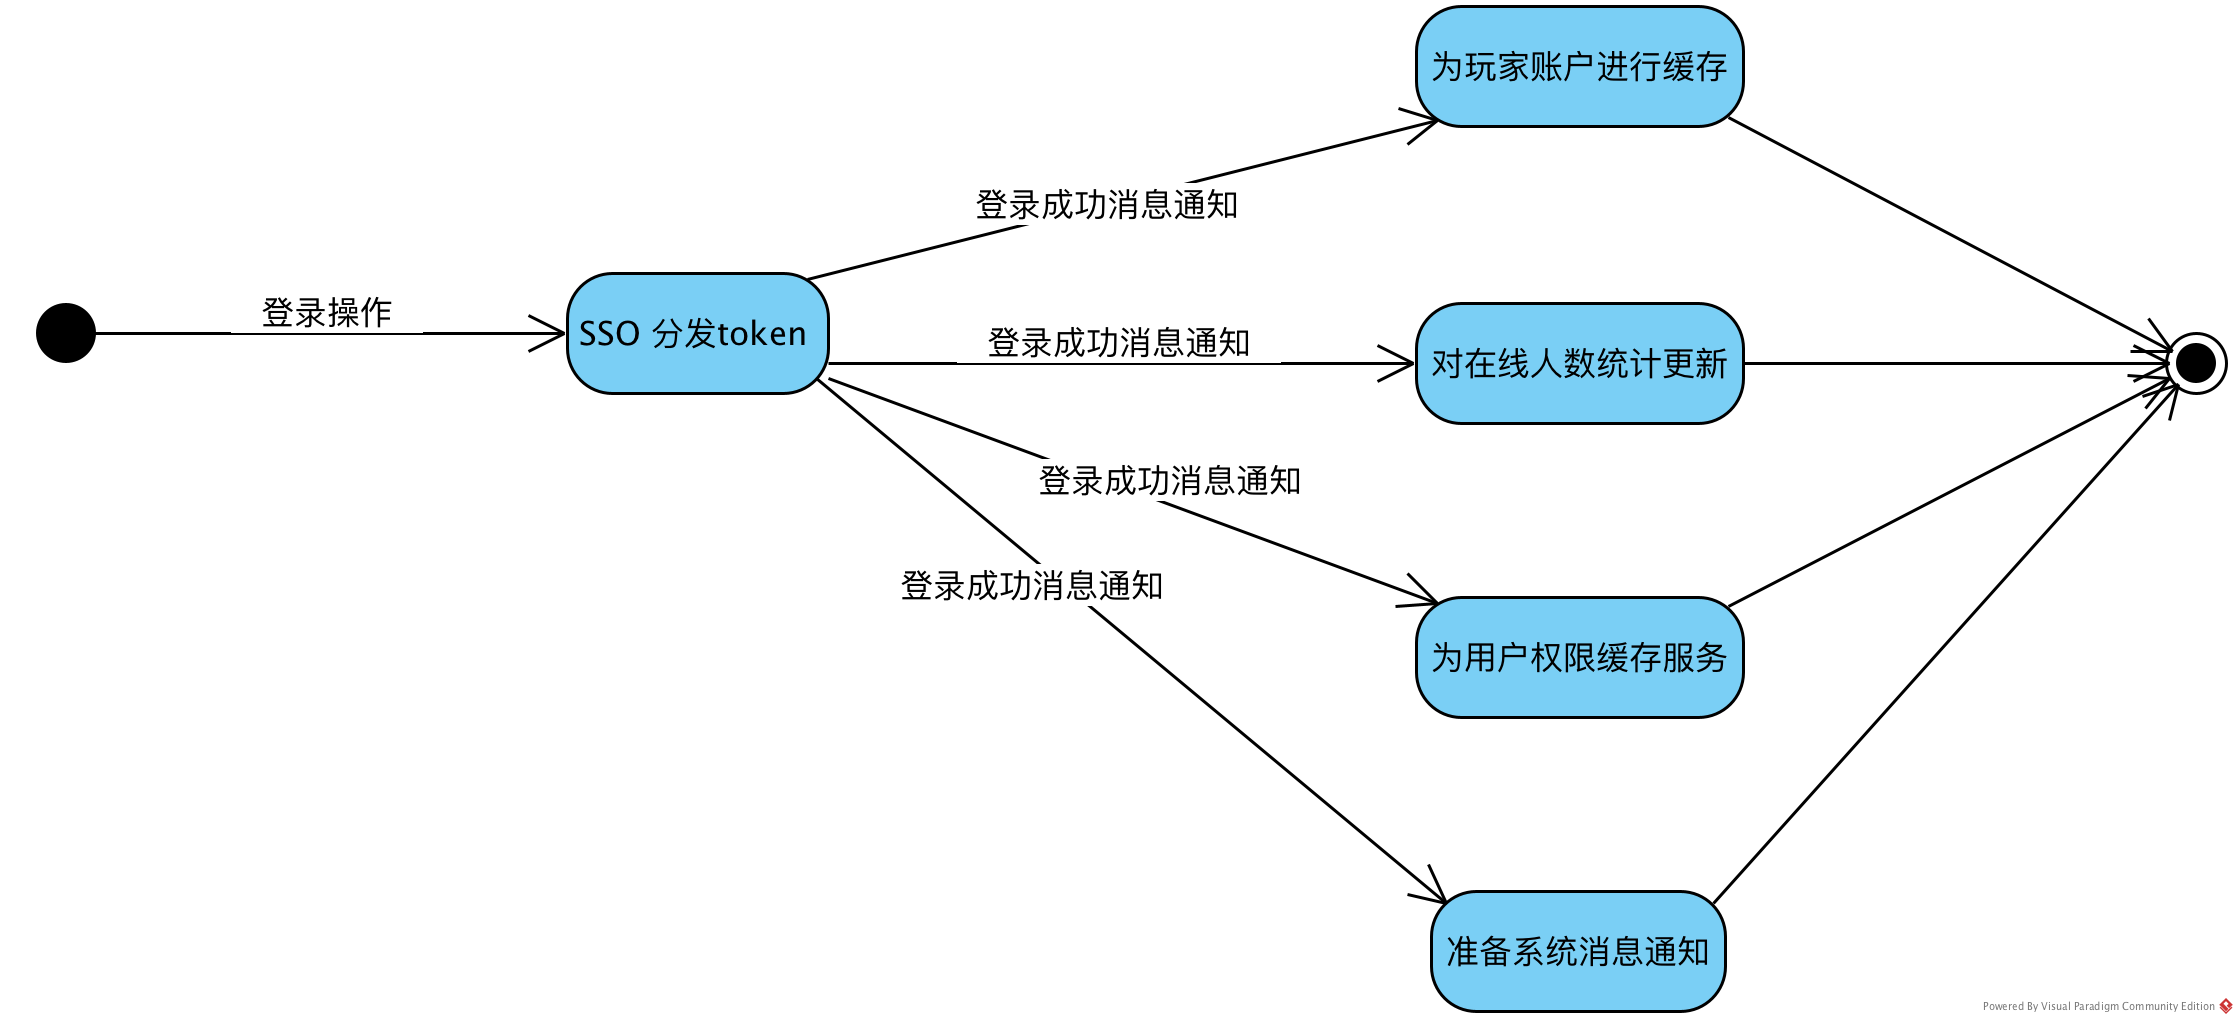 为玩家账户进行缓存
登录成功消息通知
登录操作
SSO 分发token
登录成功消息通知
对在线人数统计更新
登录成功消息通知
登录成功消息通知
为用户权限缓存服务
准备系统消息通知
Powered By Visual Paradigm Community Edition